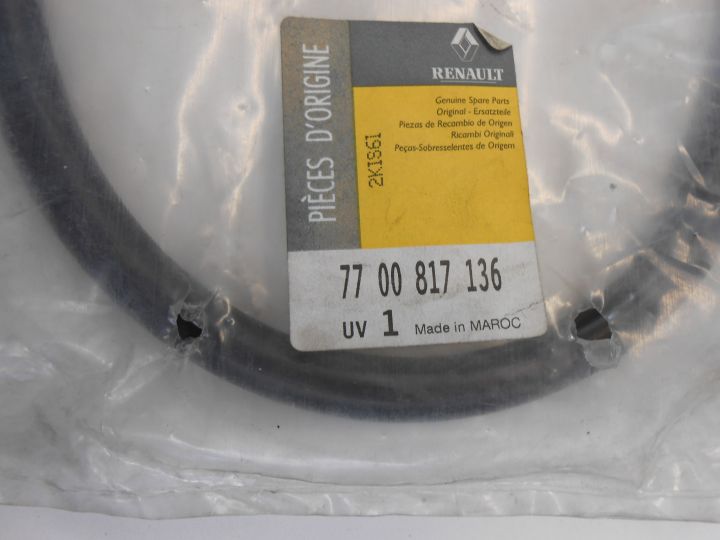 PIÈCES D'ORIGINE
RENAULT
Genuine Spare Parts
Original - Ersatzteile
Piezas de Recambio de Origen
Ricambi Originali
Peças-Sobresselentes de Origem
2KI86I
77 00 817 136
UV 1 Made in MAROC